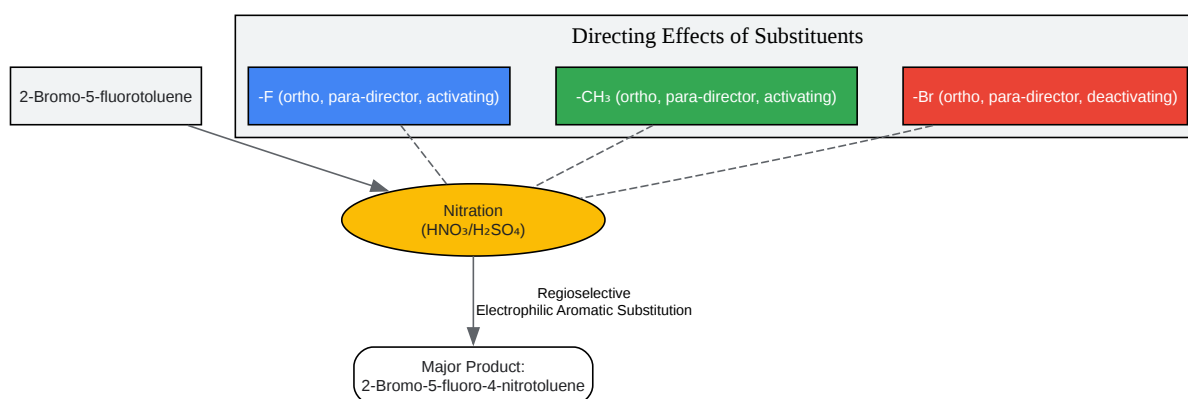 Directing Effects of Substituents
2-Bromo-5-fluorotoluene
-F (ortho, para-director, activating)
-CH₃ (ortho, para-director, activating)
-Br (ortho, para-director, deactivating)
Nitration
(HNO₃/H₂SO₄)
Regioselective
Electrophilic Aromatic Substitution
Major Product:
2-Bromo-5-fluoro-4-nitrotoluene